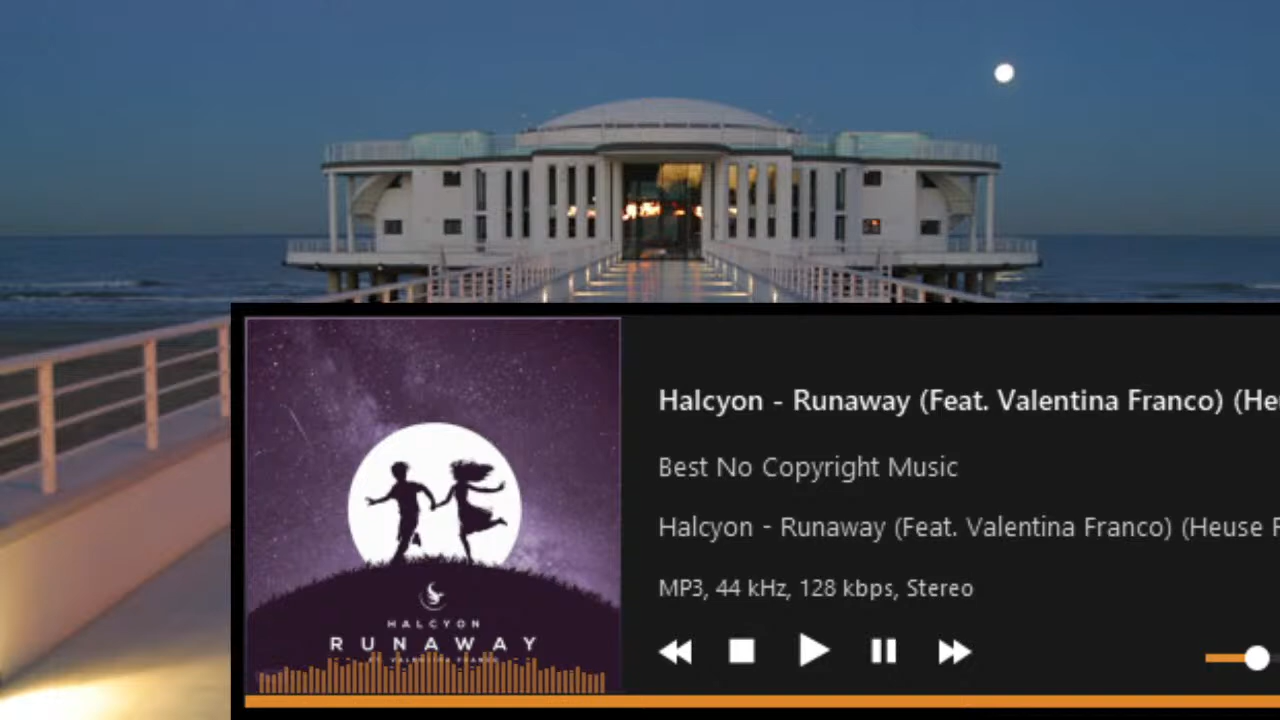 Halcyon - Runaway (Feat. Valentina Franco) (He
Best No Copyright Music
Halcyon - Runaway (Feat. Valentina Franco) (Heuse
MP3, 44 kHz, 128 kbps, Stereo
HALCYON
RUNAWAY